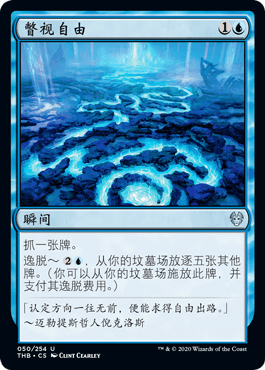 瞥视自由
1
瞬间
抓一张牌。
逸脱～2，从你的坟墓场放逐五张其他
牌。（你可以从你的坟墓场施放此牌，并
支付其逸脱费用。）
「认定方向一往无前，便能求得自由出路。」
～迈勒提斯哲人倪克洛斯
050/254 U
THB • CS CLINT CEARLEY
™ & © 2020 Wizards of the Coast